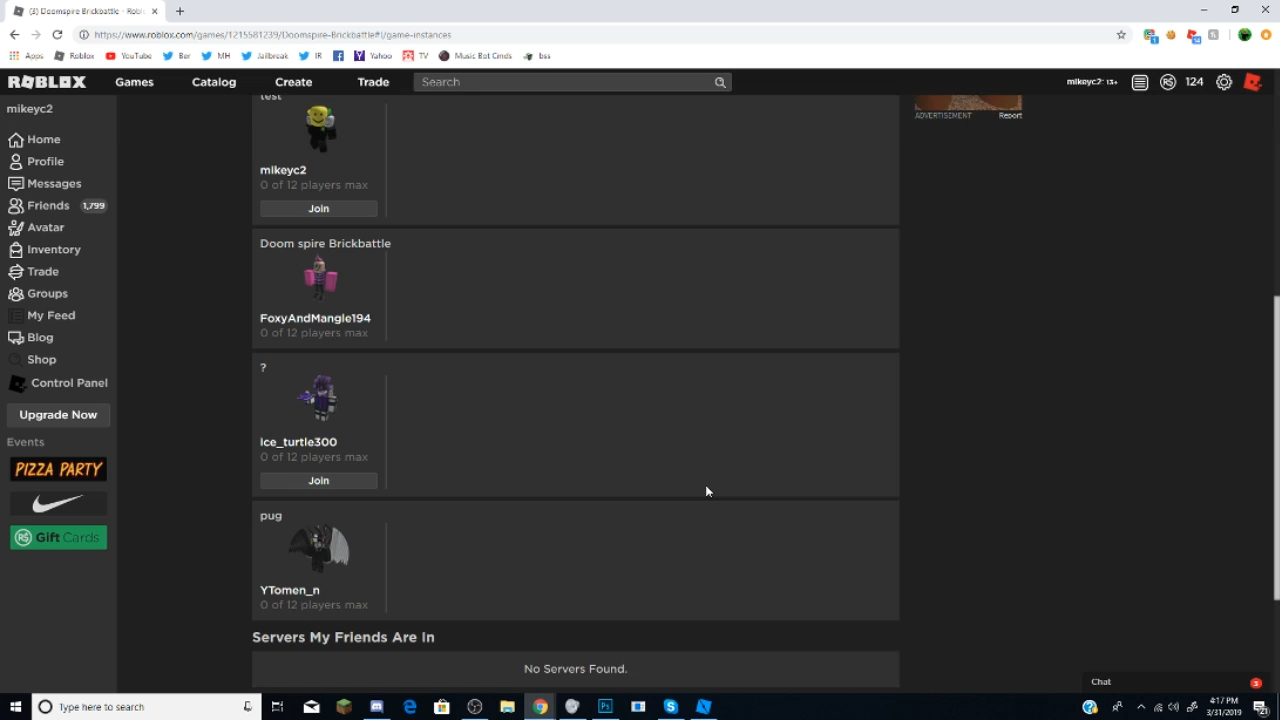 (3) Doomspire Brickbattle - Roblo
https://www.roblox.com/games/1215581239/Doomspire-Brickbattle#!/game-instances
Apps Roblox YouTube Ber MH Jailbreak IR Yahoo TV Music Bot Cmds bss
ROBLOX Games Catalog Create Trade Search mikeyc2: 13+ 124
mikeyc2
Home
Profile
Messages
Friends 1,799
Avatar
Inventory
Trade
Groups
My Feed
Blog
Shop
Control Panel
Upgrade Now
Events
PIZZA PARTY
Gift Cards
test
mikeyc2
0 of 12 players max
Join
Doom spire Brickbattle
FoxyAndMangle194
0 of 12 players max
?
ice_turtle300
0 of 12 players max
Join
pug
YTomen_n
0 of 12 players max
Servers My Friends Are In
No Servers Found.
ADVERTISEMENT Report
Chat 3
Type here to search
4:17 PM
3/31/2019
21